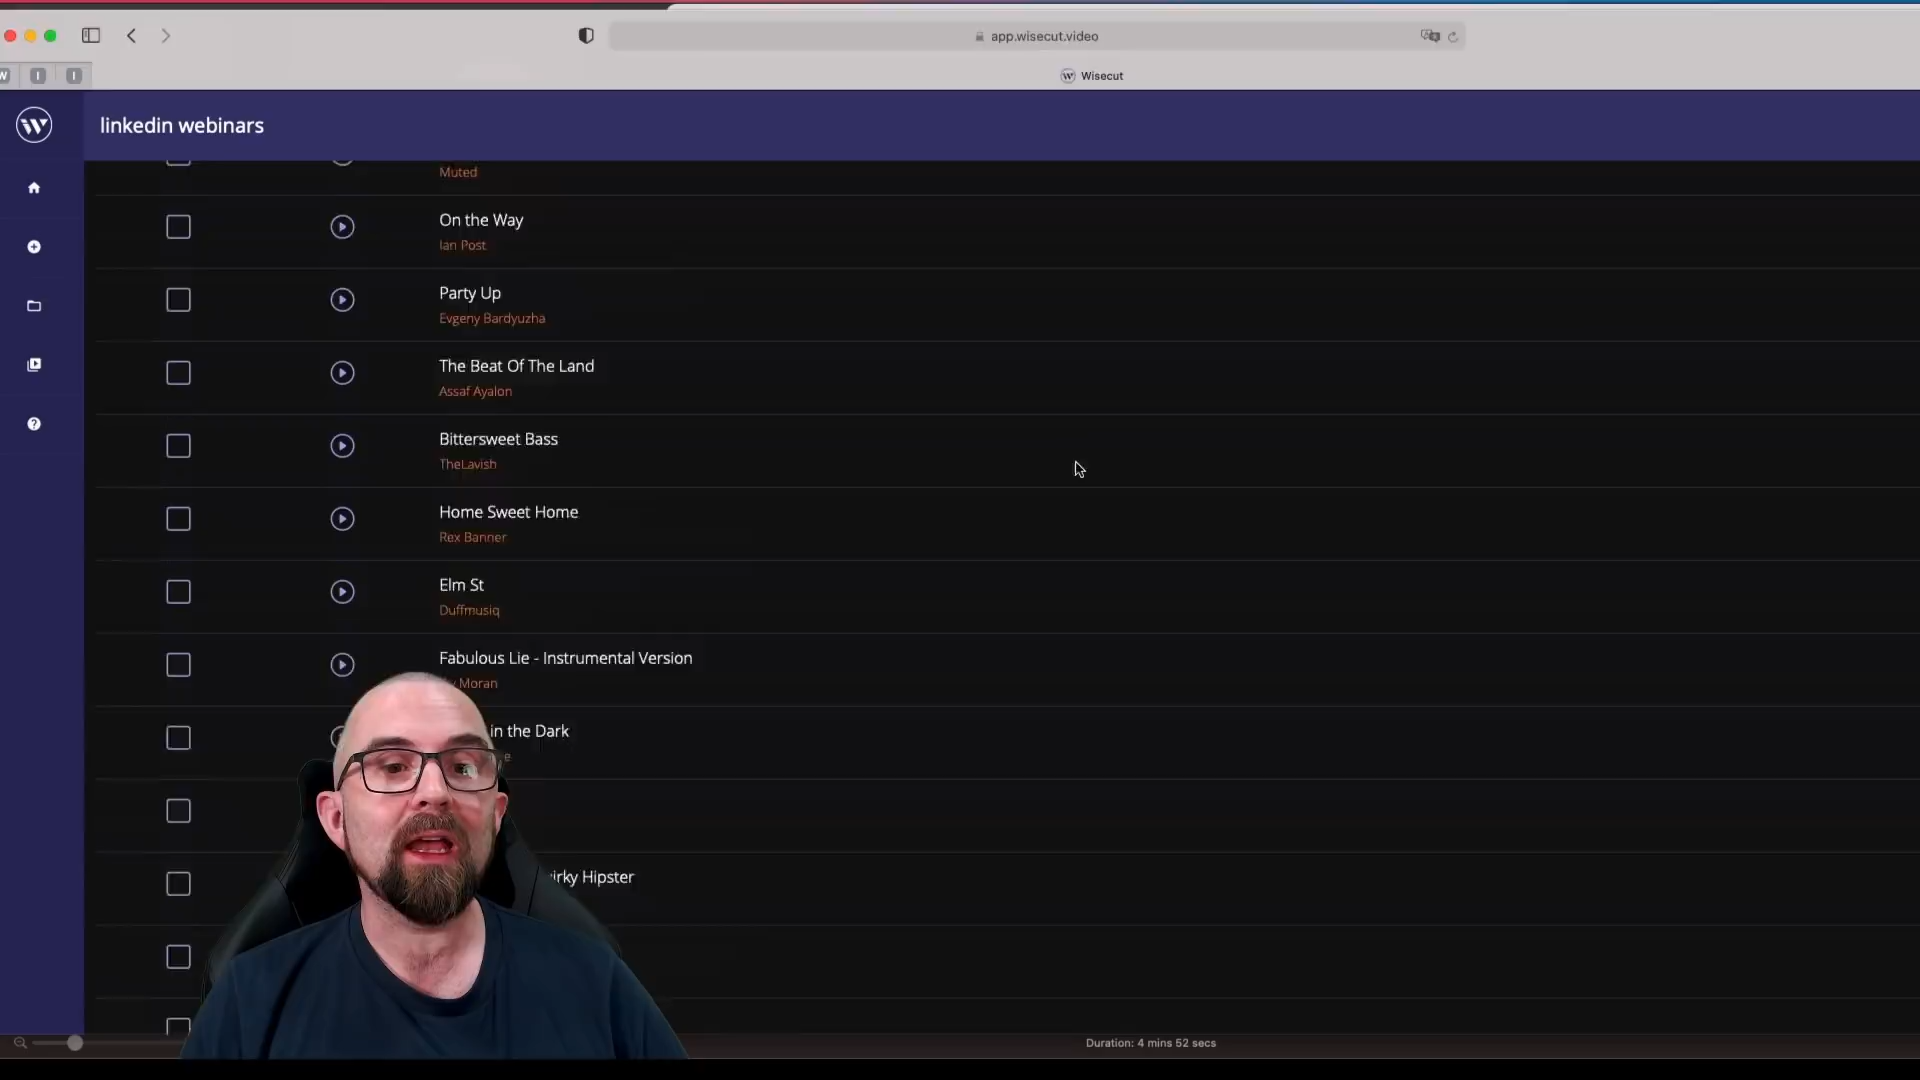 app.wisecut.video
W
I
I
W Wisecut
W
linkedin webinars
Muted
On the Way
Ian Post
Party Up
Evgeny Bardyuzha
The Beat Of The Land
Assaf Ayalon
Bittersweet Bass
TheLavish
Home Sweet Home
Rex Banner
Elm St
Duffmusiq
Fabulous Lie - Instrumental Version
Moran
in the Dark
Hipster
Duration: 4 mins 52 secs